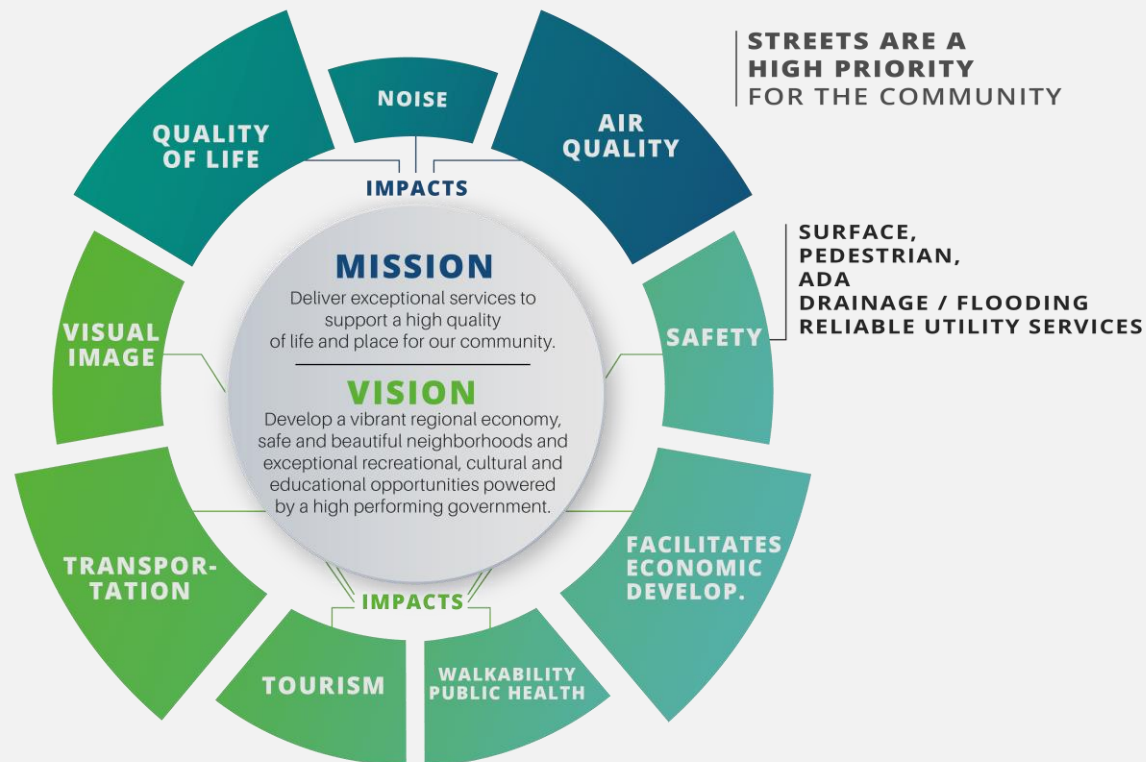 STREETS ARE A
HIGH PRIORITY
FOR THE COMMUNITY
QUALITY
OF LIFE
NOISE
AIR
QUALITY
IMPACTS
MISSION
Deliver exceptional services to
support a high quality
of life and place for our community.
VISION
Develop a vibrant regional economy,
safe and beautiful neighborhoods and
exceptional recreational, cultural and
educational opportunities powered
by a high performing government.
VISUAL
IMAGE
SAFETY
SURFACE,
PEDESTRIAN,
ADA
DRAINAGE / FLOODING
RELIABLE UTILITY SERVICES
TRANSPOR-
TATION
FACILITATES
ECONOMIC
DEVELOP.
IMPACTS
TOURISM
WALKABILITY
PUBLIC HEALTH